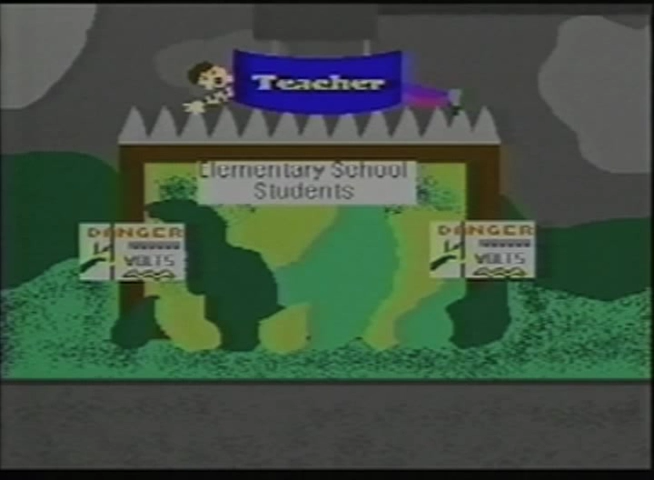 Teacher
Elementary School
Students
DANGER
VOLTS
DANGER
VOLTS